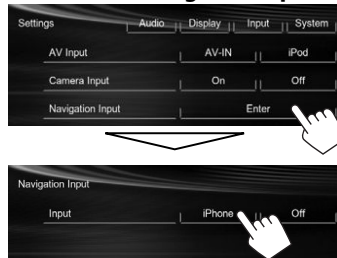 Settings Audio Display Input System
AV Input AV-IN iPod
Camera Input On Off
Navigation Input Enter
Navigation Input
Input iPhone Off